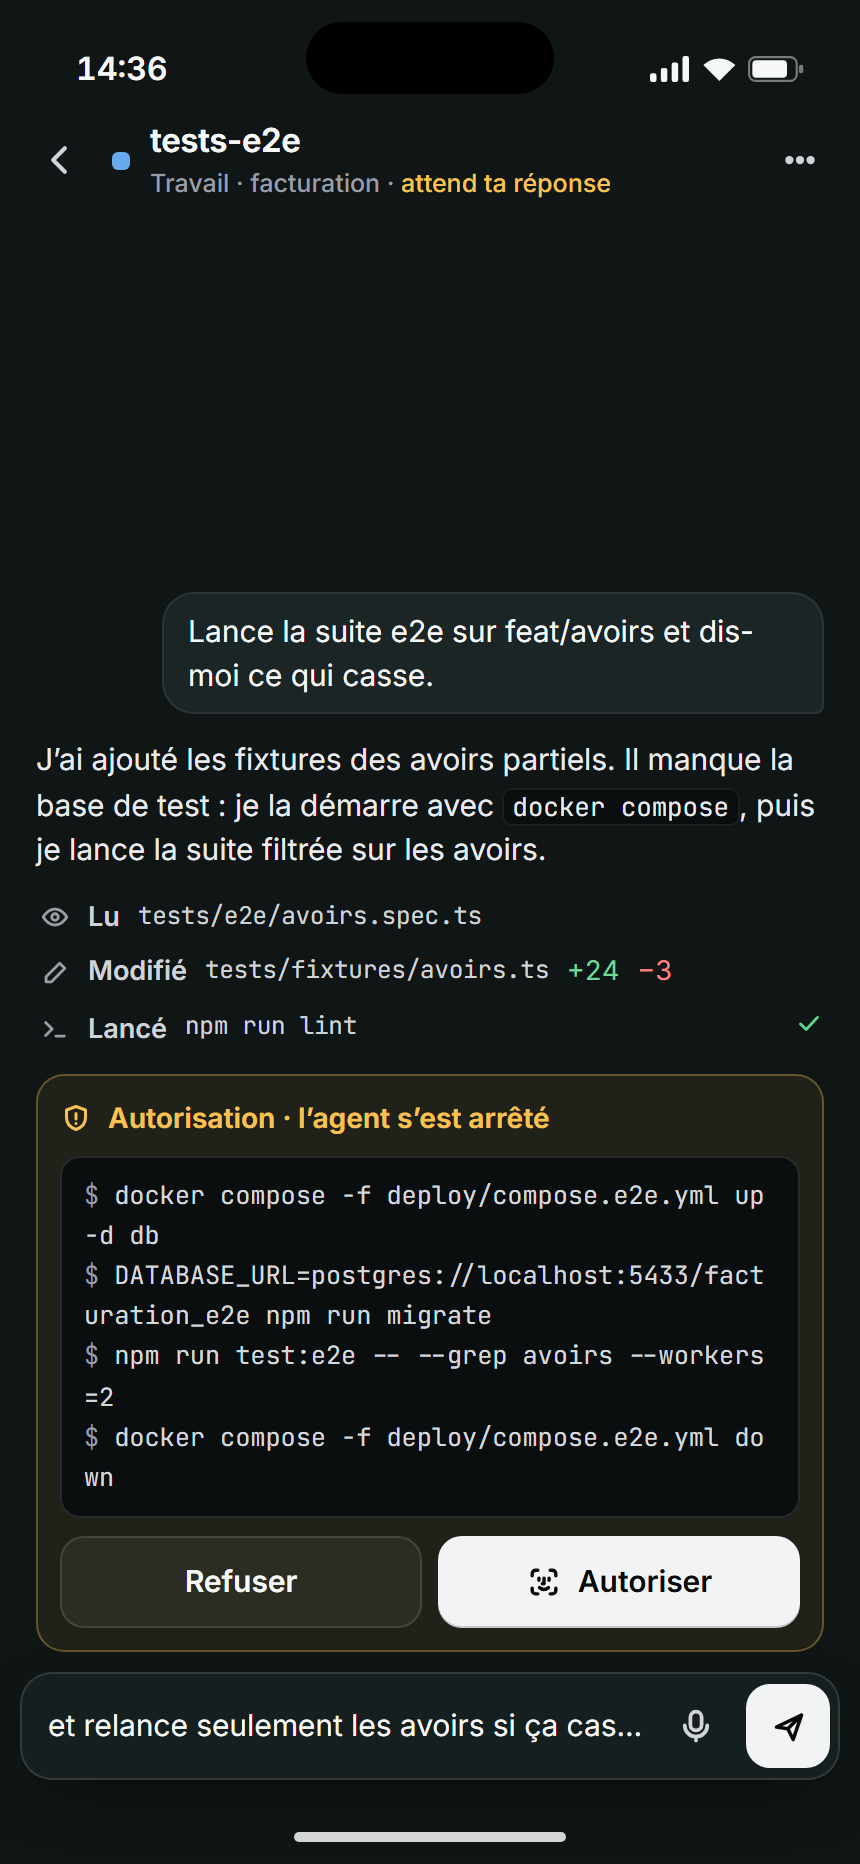 14:36
tests-e2e
Travail · facturation · attend ta réponse
Lance la suite e2e sur feat/avoirs et dis-
moi ce qui casse.
J’ai ajouté les fixtures des avoirs partiels. Il manque la
base de test : je la démarre avec docker compose, puis
je lance la suite filtrée sur les avoirs.
Lu tests/e2e/avoirs.spec.ts
Modifié tests/fixtures/avoirs.ts +24 −3
Lancé npm run lint
Autorisation · l’agent s’est arrêté
$ docker compose -f deploy/compose.e2e.yml up
-d db
$ DATABASE_URL=postgres://localhost:5433/fact
uration_e2e npm run migrate
$ npm run test:e2e -- --grep avoirs --workers
=2
$ docker compose -f deploy/compose.e2e.yml do
wn
Refuser
Autoriser
et relance seulement les avoirs si ça cas…